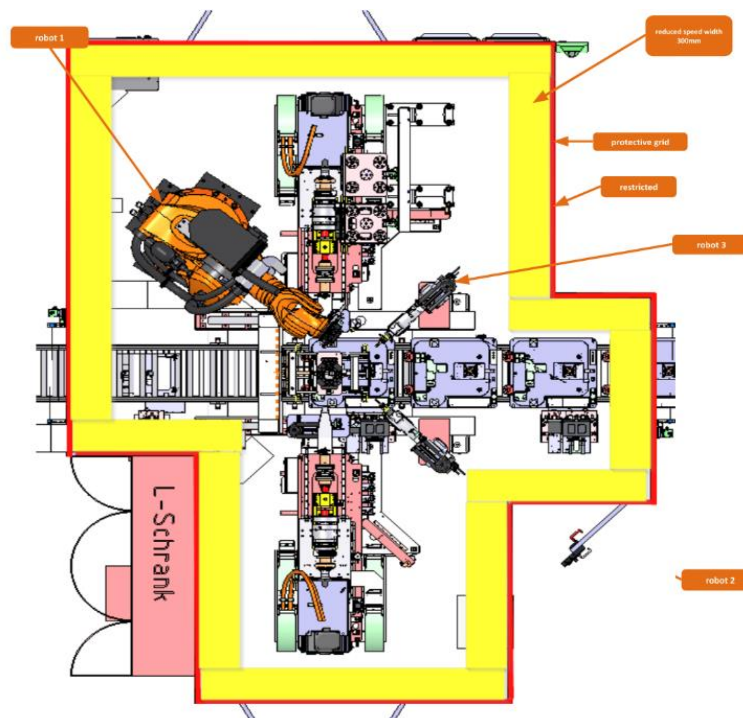 robot 1
reduced speed width
300mm
protective grid
restricted
robot 3
L-Schrank
robot 2